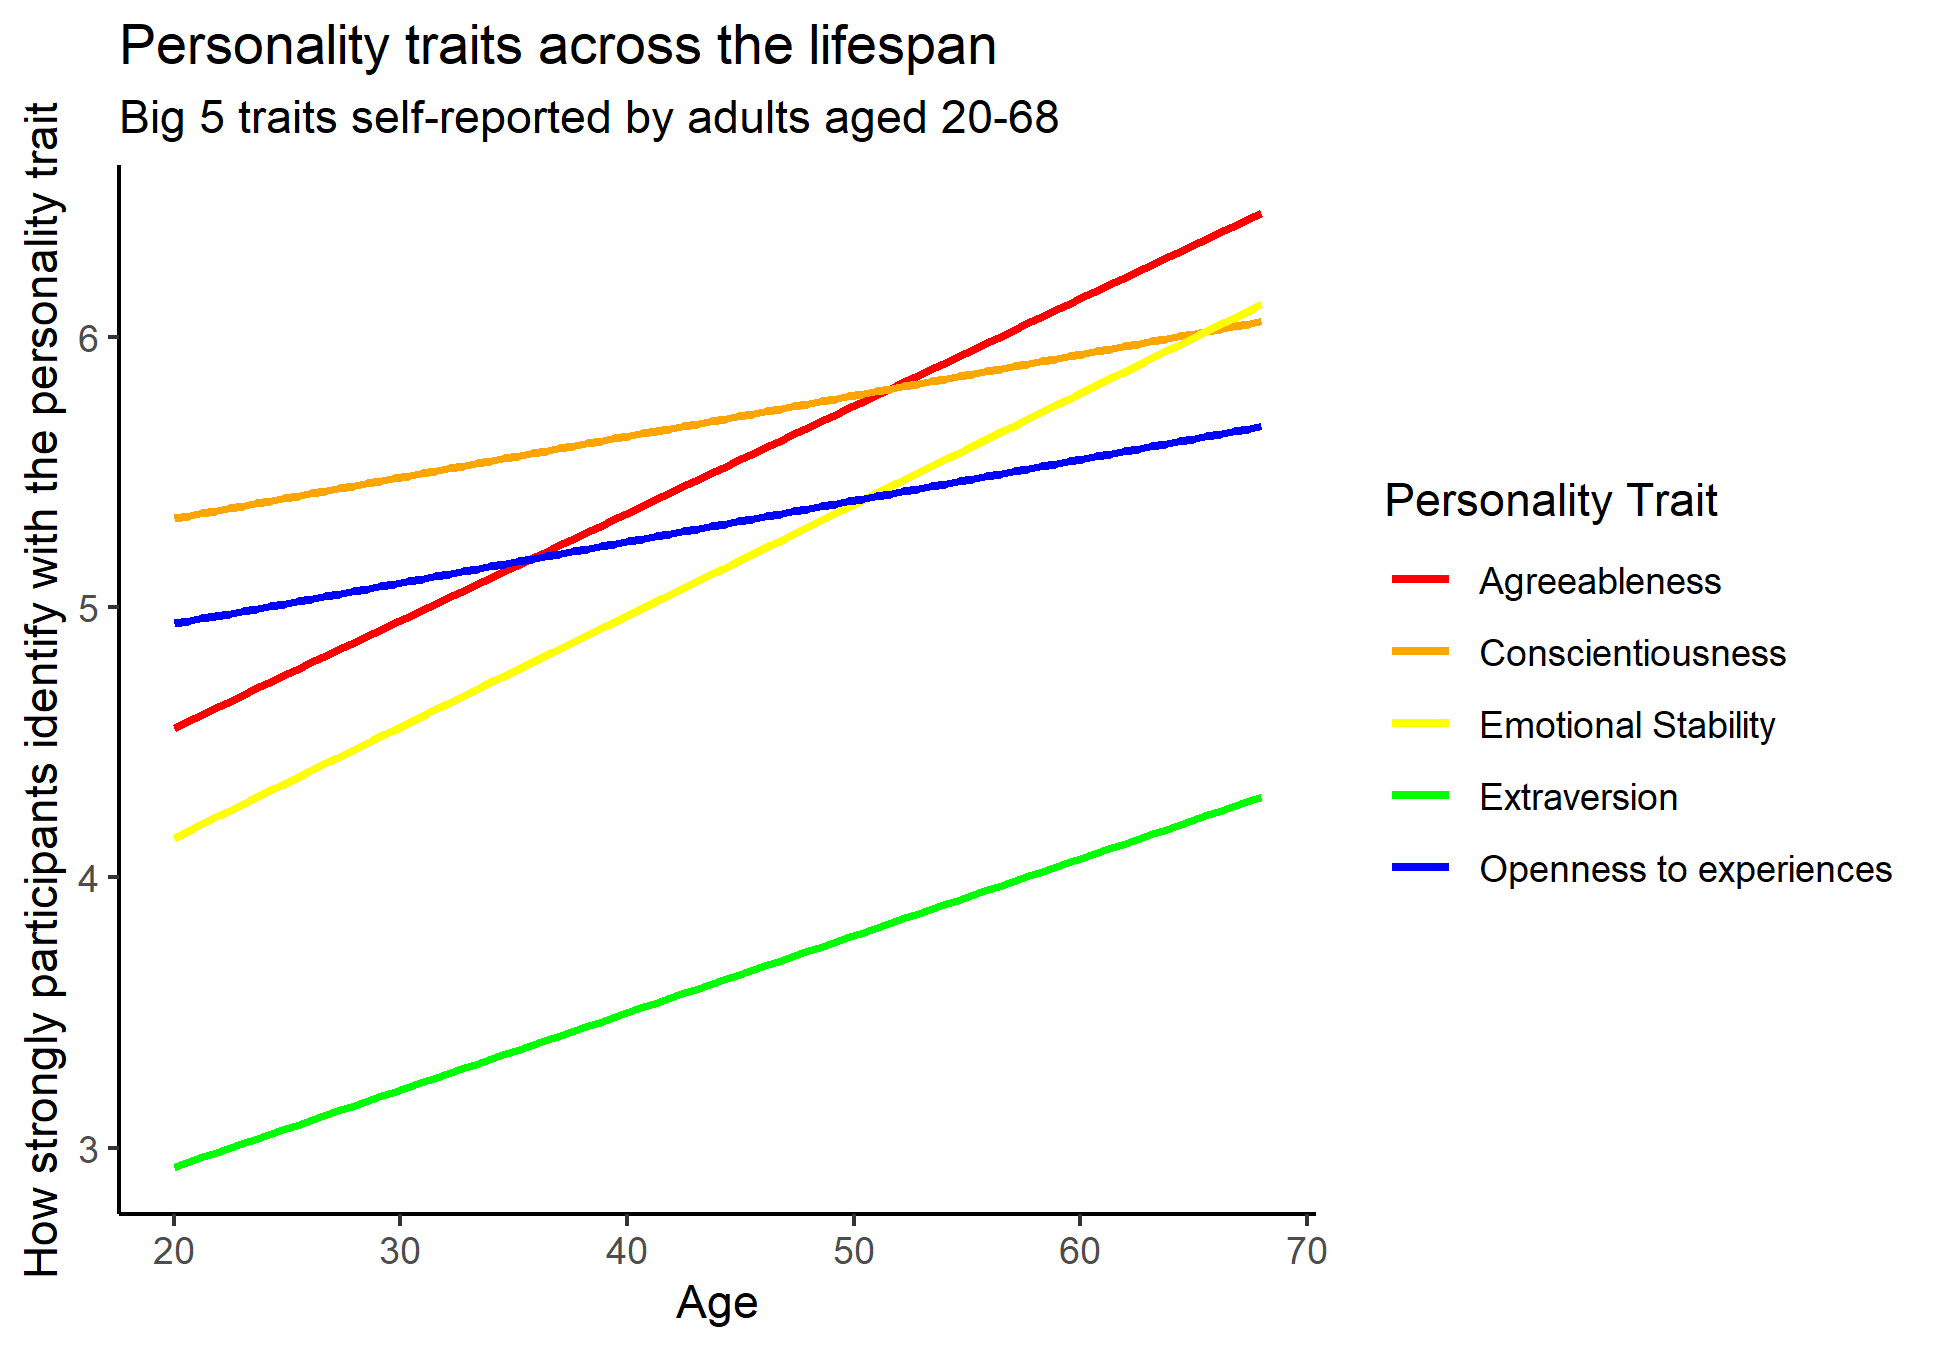 Personality traits across the lifespan
Big 5 traits self-reported by adults aged 20-68
How strongly participants identify with the personality trait
6
5
4
3
20 30 40 50 60 70
Age
Personality Trait
Agreeableness
Conscientiousness
Emotional Stability
Extraversion
Openness to experiences